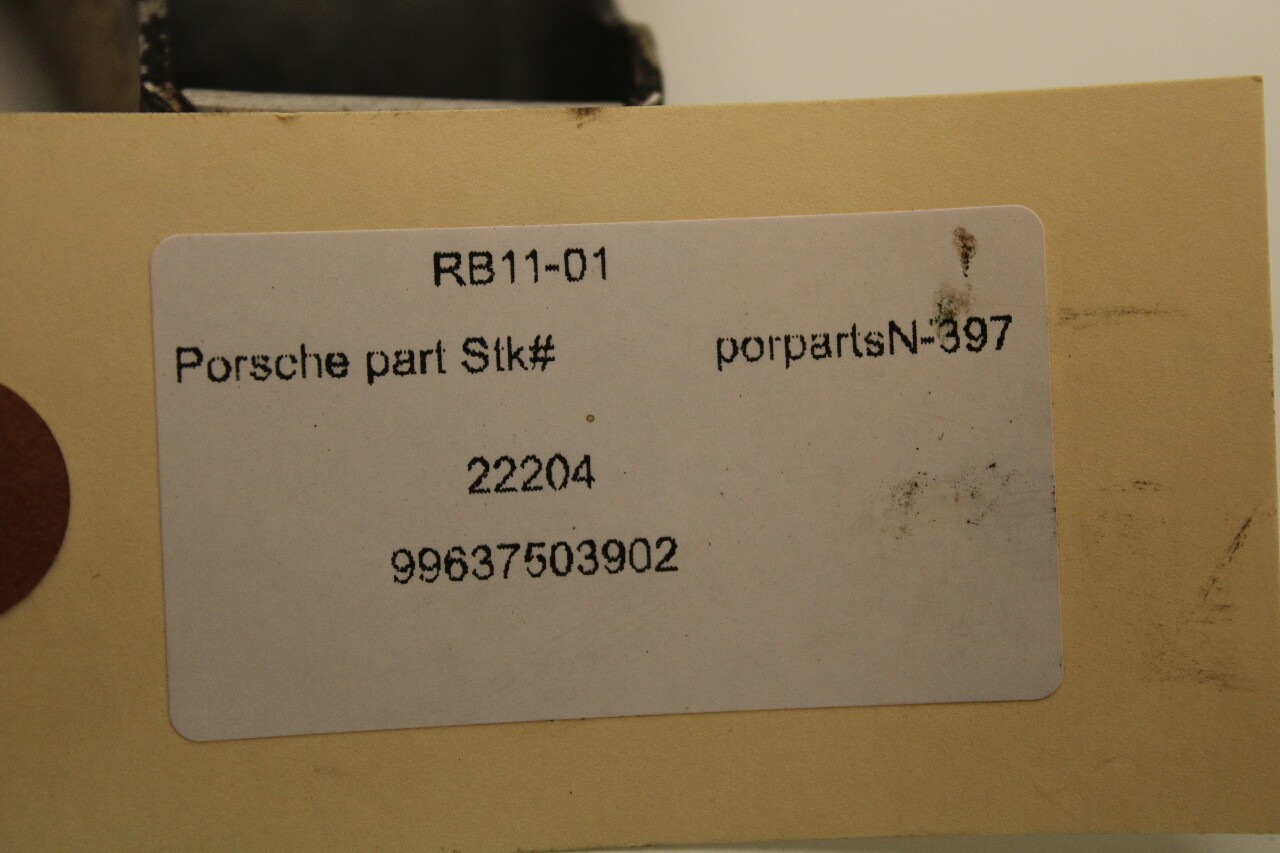 RB11-01
Porsche part Stk# porpartsN-397
22204
99637503902